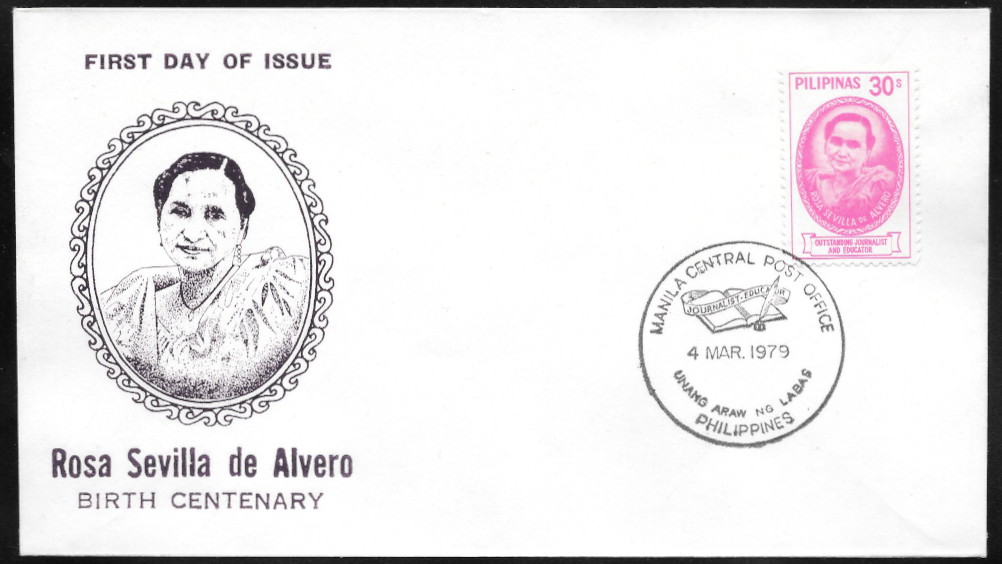 FIRST DAY OF ISSUE
PILIPINAS 30s
ROSA SEVILLA DE ALVERO
OUTSTANDING JOURNALIST
AND EDUCATOR
MANILA CENTRAL POST OFFICE
JOURNALIST-EDUCATOR
4 MAR. 1979
UNANG ARAW NG LABAS
PHILIPPINES
Rosa Sevilla de Alvero
BIRTH CENTENARY